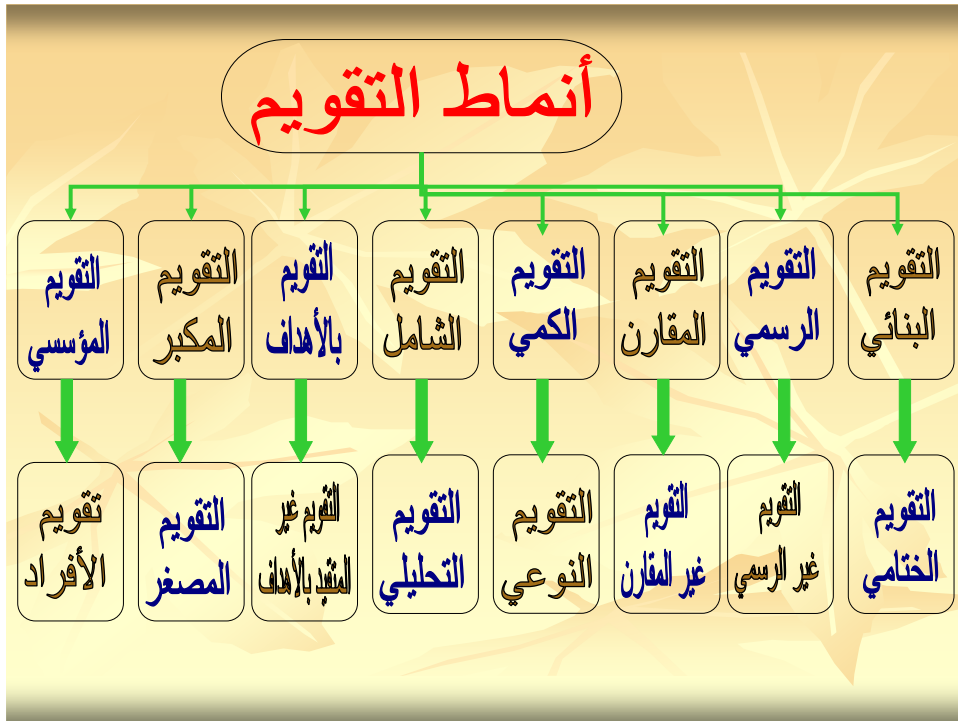 أنماط التقويم
التقويم
البنائي
التقويم
الرسمي
التقويم
المقارن
التقويم
الكمي
التقويم
الشامل
التقويم
بالأهداف
التقويم
المكبر
التقويم
المؤسسي
التقويم
الختامي
التقويم
غير الرسمي
التقويم
غير المقارن
التقويم
النوعي
التقويم
التحليلي
التقويم غير
المتقيد بالأهداف
التقويم
المصغر
تقويم
الأفراد